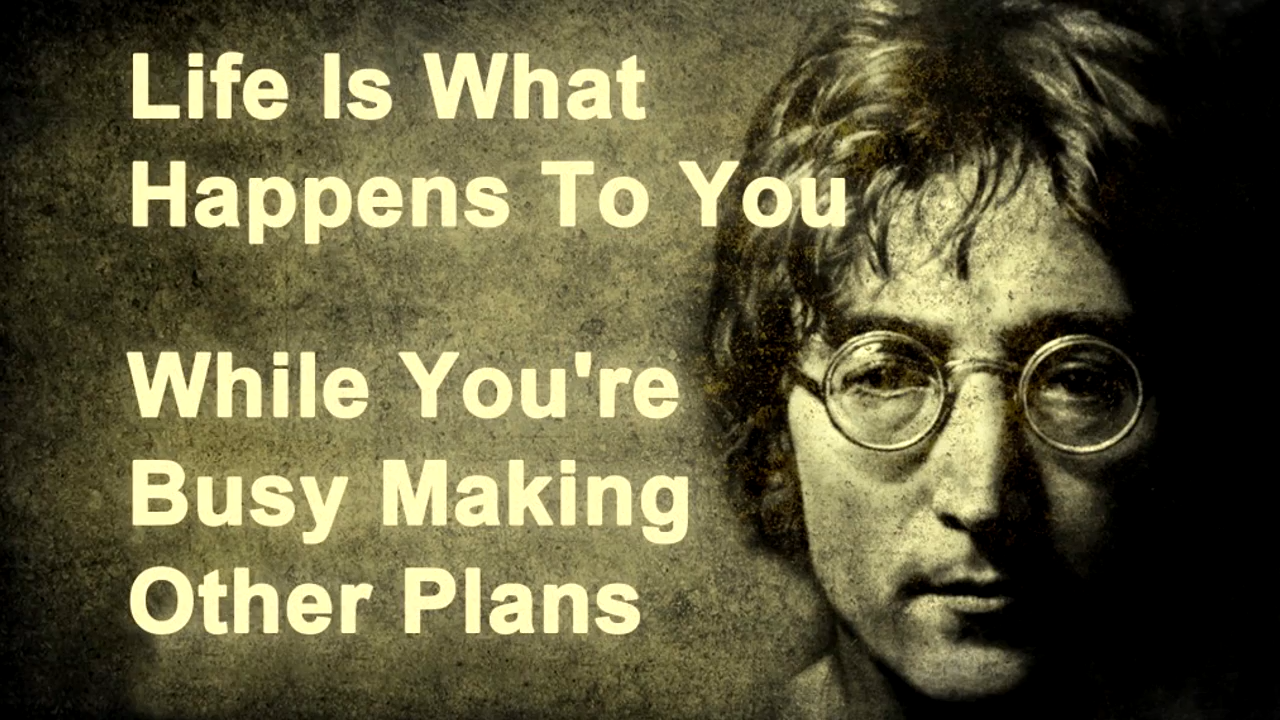 Life Is What
Happens To You
While You're
Busy Making
Other Plans